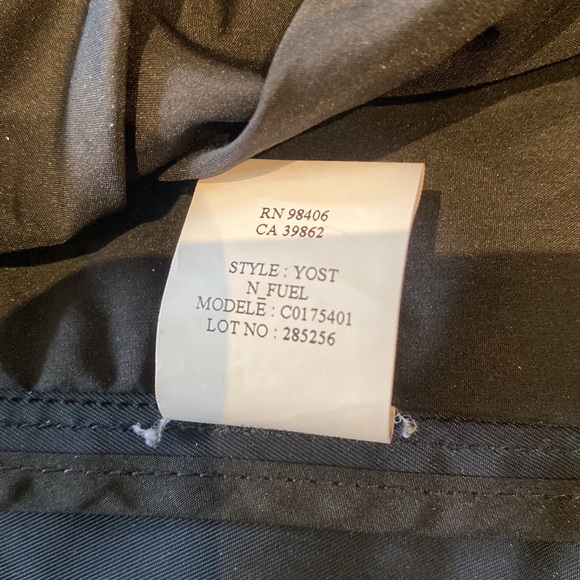 RN 98406
CA 39862
STYLE : YOST
N_FUEL
MODELE : C0175401
LOT NO : 285256